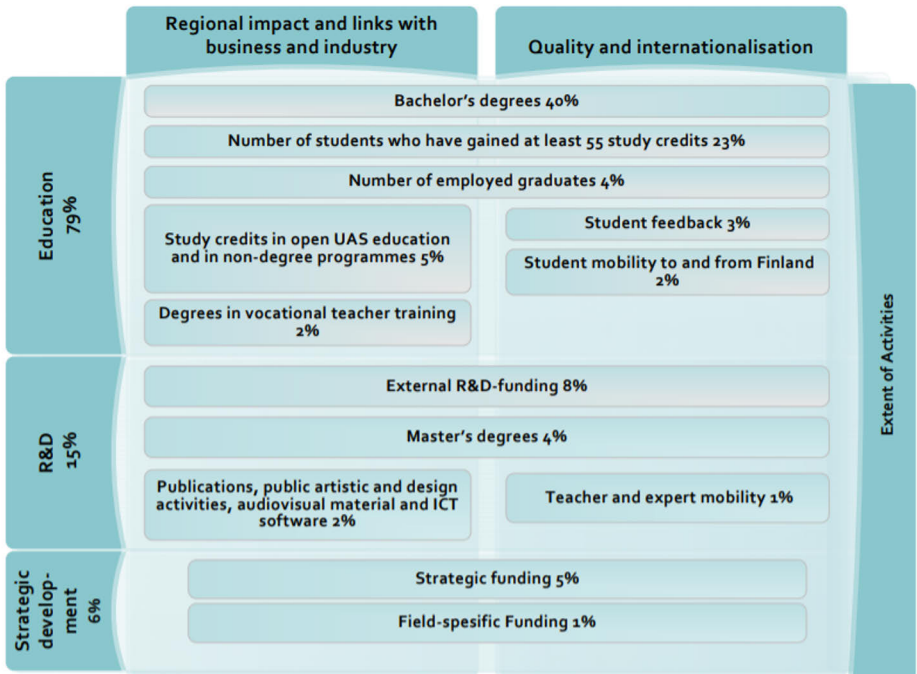 Regional impact and links with
business and industry
Quality and internationalisation
Education
79%
Bachelor's degrees 40%
Number of students who have gained at least 55 study credits 23%
Number of employed graduates 4%
Study credits in open UAS education
and in non-degree programmes 5%
Student feedback 3%
Student mobility to and from Finland
2%
Degrees in vocational teacher training
2%
R&D
15%
External R&D-funding 8%
Master's degrees 4%
Publications, public artistic and design
activities, audiovisual material and ICT
software 2%
Teacher and expert mobility 1%
Strategic
develop-
ment
6%
Strategic funding 5%
Field-spesific Funding 1%
Extent of Activities